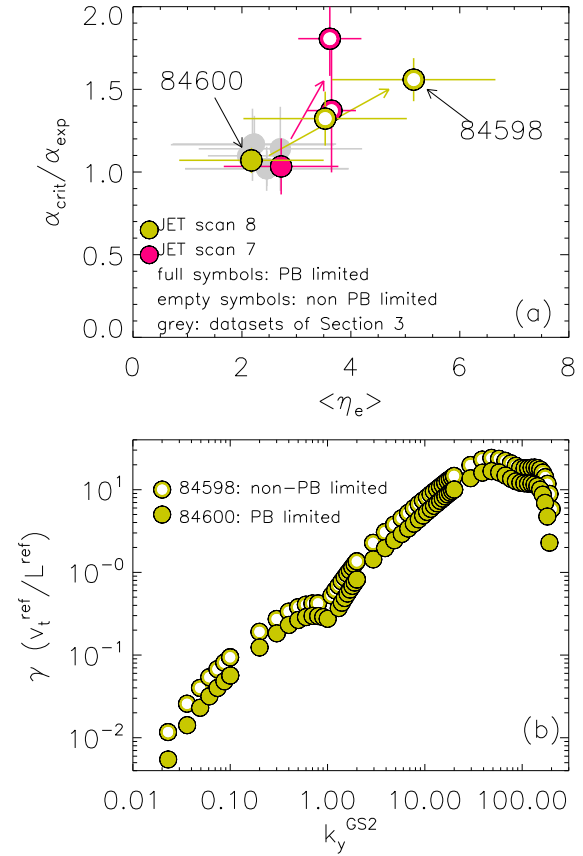 2.0
1.5
1.0
0.5
0.0
α_crit/α_exp
84600
84598
JET scan 8
JET scan 7
full symbols: PB limited
empty symbols: non PB limited
grey: datasets of Section 3
(a)
0 2 4 6 8
<η_e>
10^1
10^-0
10^-1
10^-2
γ (v_t^ref/L^ref)
84598: non-PB limited
84600: PB limited
(b)
0.01 0.10 1.00 10.00 100.00
k_y^GS2